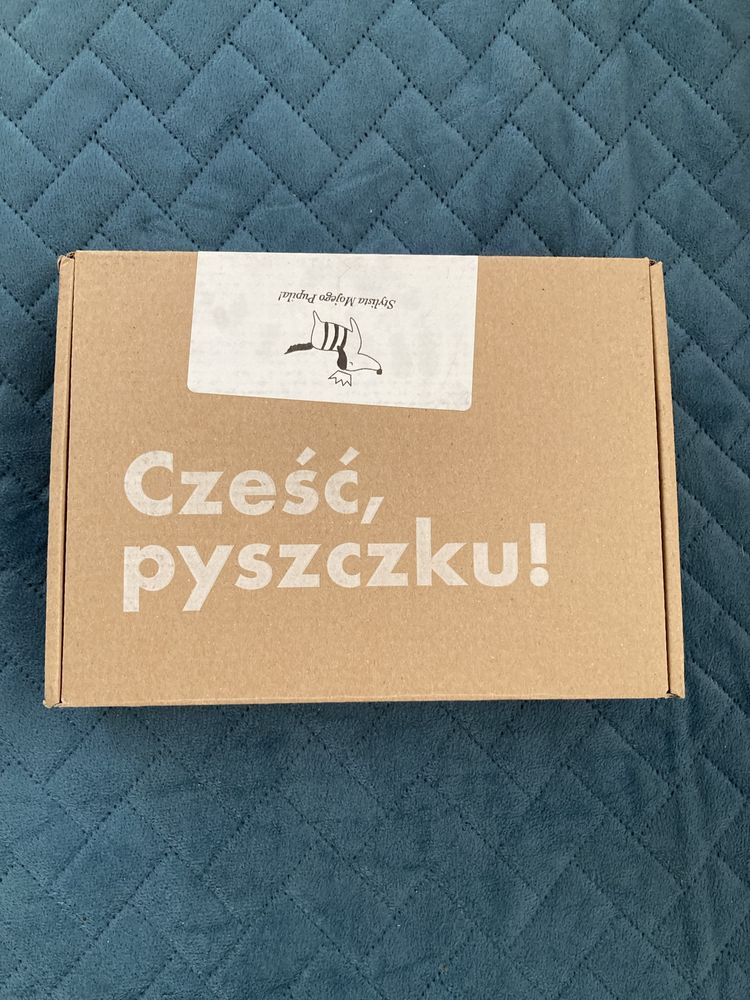 Stylista Mojego Pupila!
Cześć,
pyszczku!